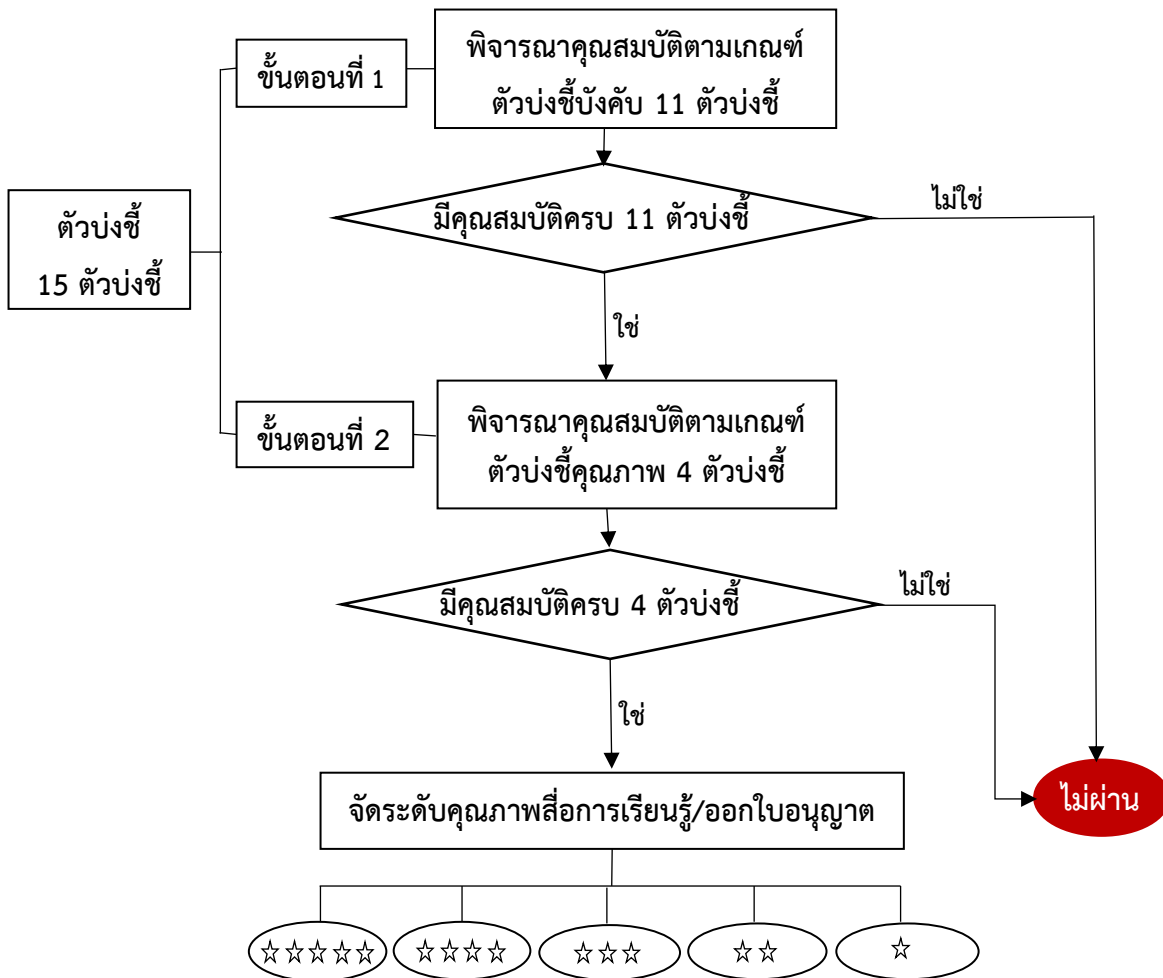 ขั้นตอนที่ 1
พิจารณาคุณสมบัติตามเกณฑ์
ตัวบ่งชี้บังคับ 11 ตัวบ่งชี้
ตัวบ่งชี้
15 ตัวบ่งชี้
มีคุณสมบัติครบ 11 ตัวบ่งชี้
ไม่ใช่
ใช่
ขั้นตอนที่ 2
พิจารณาคุณสมบัติตามเกณฑ์
ตัวบ่งชี้คุณภาพ 4 ตัวบ่งชี้
มีคุณสมบัติครบ 4 ตัวบ่งชี้
ไม่ใช่
ใช่
จัดระดับคุณภาพสื่อการเรียนรู้/ออกใบอนุญาต
ไม่ผ่าน
☆☆☆☆☆
☆☆☆☆
☆☆☆
☆☆
☆